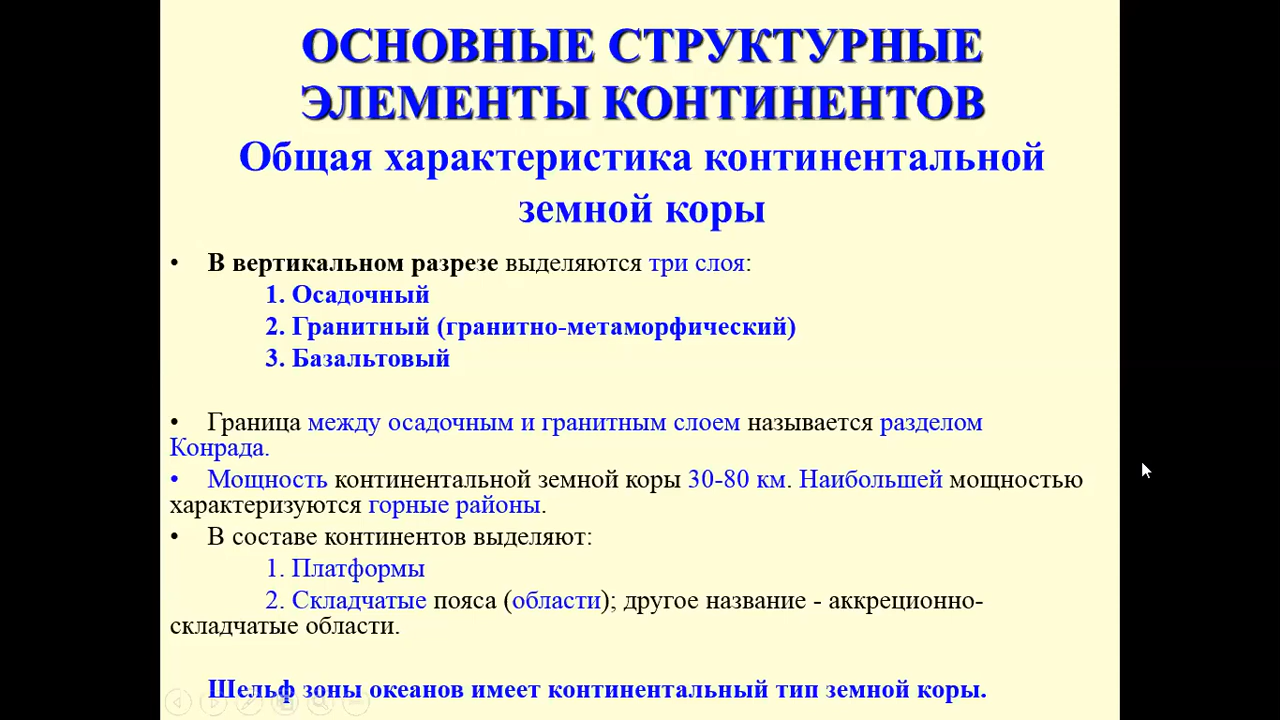 ОСНОВНЫЕ СТРУКТУРНЫЕ
ЭЛЕМЕНТЫ КОНТИНЕНТОВ
Общая характеристика континентальной
земной коры
• В вертикальном разрезе выделяются три слоя:
1. Осадочный
2. Гранитный (гранитно-метаморфический)
3. Базальтовый
• Граница между осадочным и гранитным слоем называется разделом
Конрада.
• Мощность континентальной земной коры 30-80 км. Наибольшей мощностью
характеризуются горные районы.
• В составе континентов выделяют:
1. Платформы
2. Складчатые пояса (области); другое название - аккреционно-
складчатые области.
Шельф зоны океанов имеет континентальный тип земной коры.